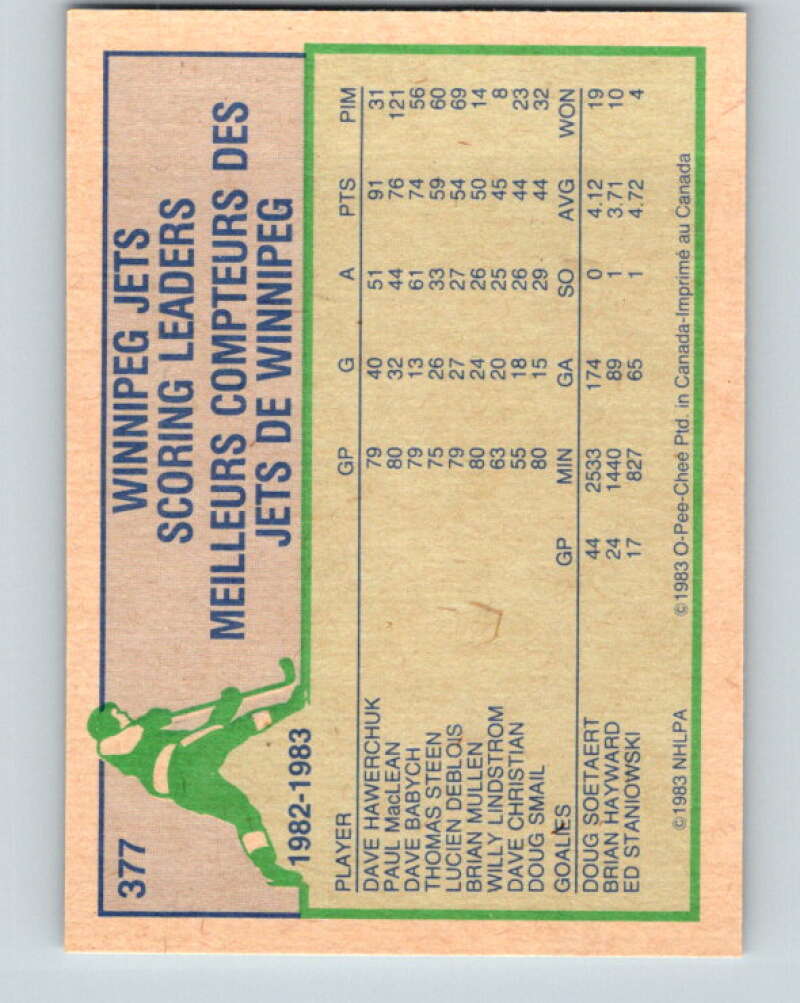 377
WINNIPEG JETS
SCORING LEADERS
MEILLEURS COMPTEURS DES
JETS DE WINNIPEG
1982-1983
PLAYER GP G A PTS PIM
DAVE HAWERCHUK 79 40 51 91 31
PAUL MacLEAN 80 32 44 76 121
DAVE BABYCH 79 13 61 74 56
THOMAS STEEN 75 26 33 59 60
LUCIEN DEBLOIS 79 27 27 54 69
BRIAN MULLEN 80 24 26 50 14
WILLY LINDSTROM 63 20 25 45 8
DAVE CHRISTIAN 55 18 26 44 23
DOUG SMAIL 80 15 29 44 32
GOALIES GP MIN GA SO AVG WON
DOUG SOETAERT 44 2533 174 0 4.12 19
BRIAN HAYWARD 24 1440 89 1 3.71 10
ED STANIOWSKI 17 827 65 1 4.72 4
©1983 NHLPA ©1983 O-Pee-Chee Ptd. in Canada-Imprimé au Canada